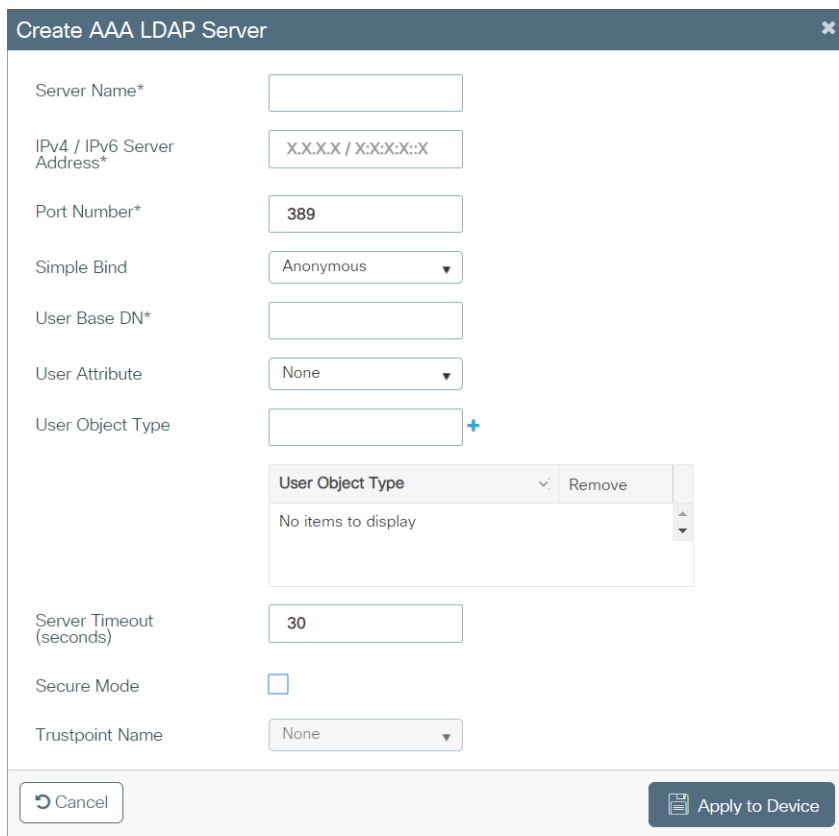 Create AAA LDAP Server
Server Name*
IPv4 / IPv6 Server
Address*
X.X.X.X / X:X:X:X::X
Port Number*
389
Simple Bind
Anonymous
User Base DN*
User Attribute
None
User Object Type
User Object Type
Remove
No items to display
Server Timeout
(seconds)
30
Secure Mode
Trustpoint Name
None
Cancel
Apply to Device